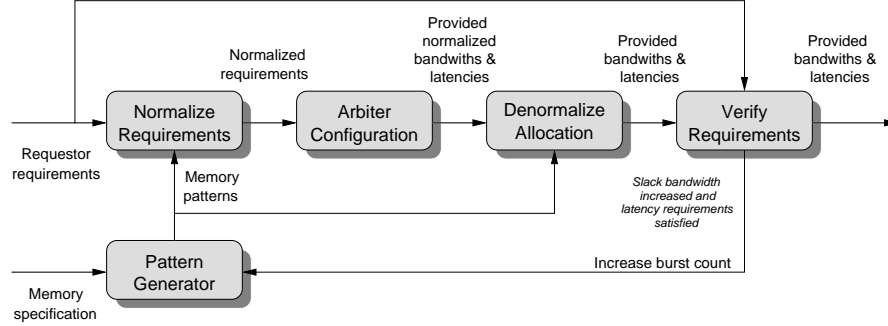 Provided
normalized
bandwiths &
latencies
Provided
bandwiths &
latencies
Provided
bandwiths &
latencies
Normalized
requirements
Normalize
Requirements
Arbiter
Configuration
Denormalize
Allocation
Verify
Requirements
Requestor
requirements
Memory
patterns
Slack bandwidth
increased and
latency requirements
satisfied
Pattern
Generator
Increase burst count
Memory
specification